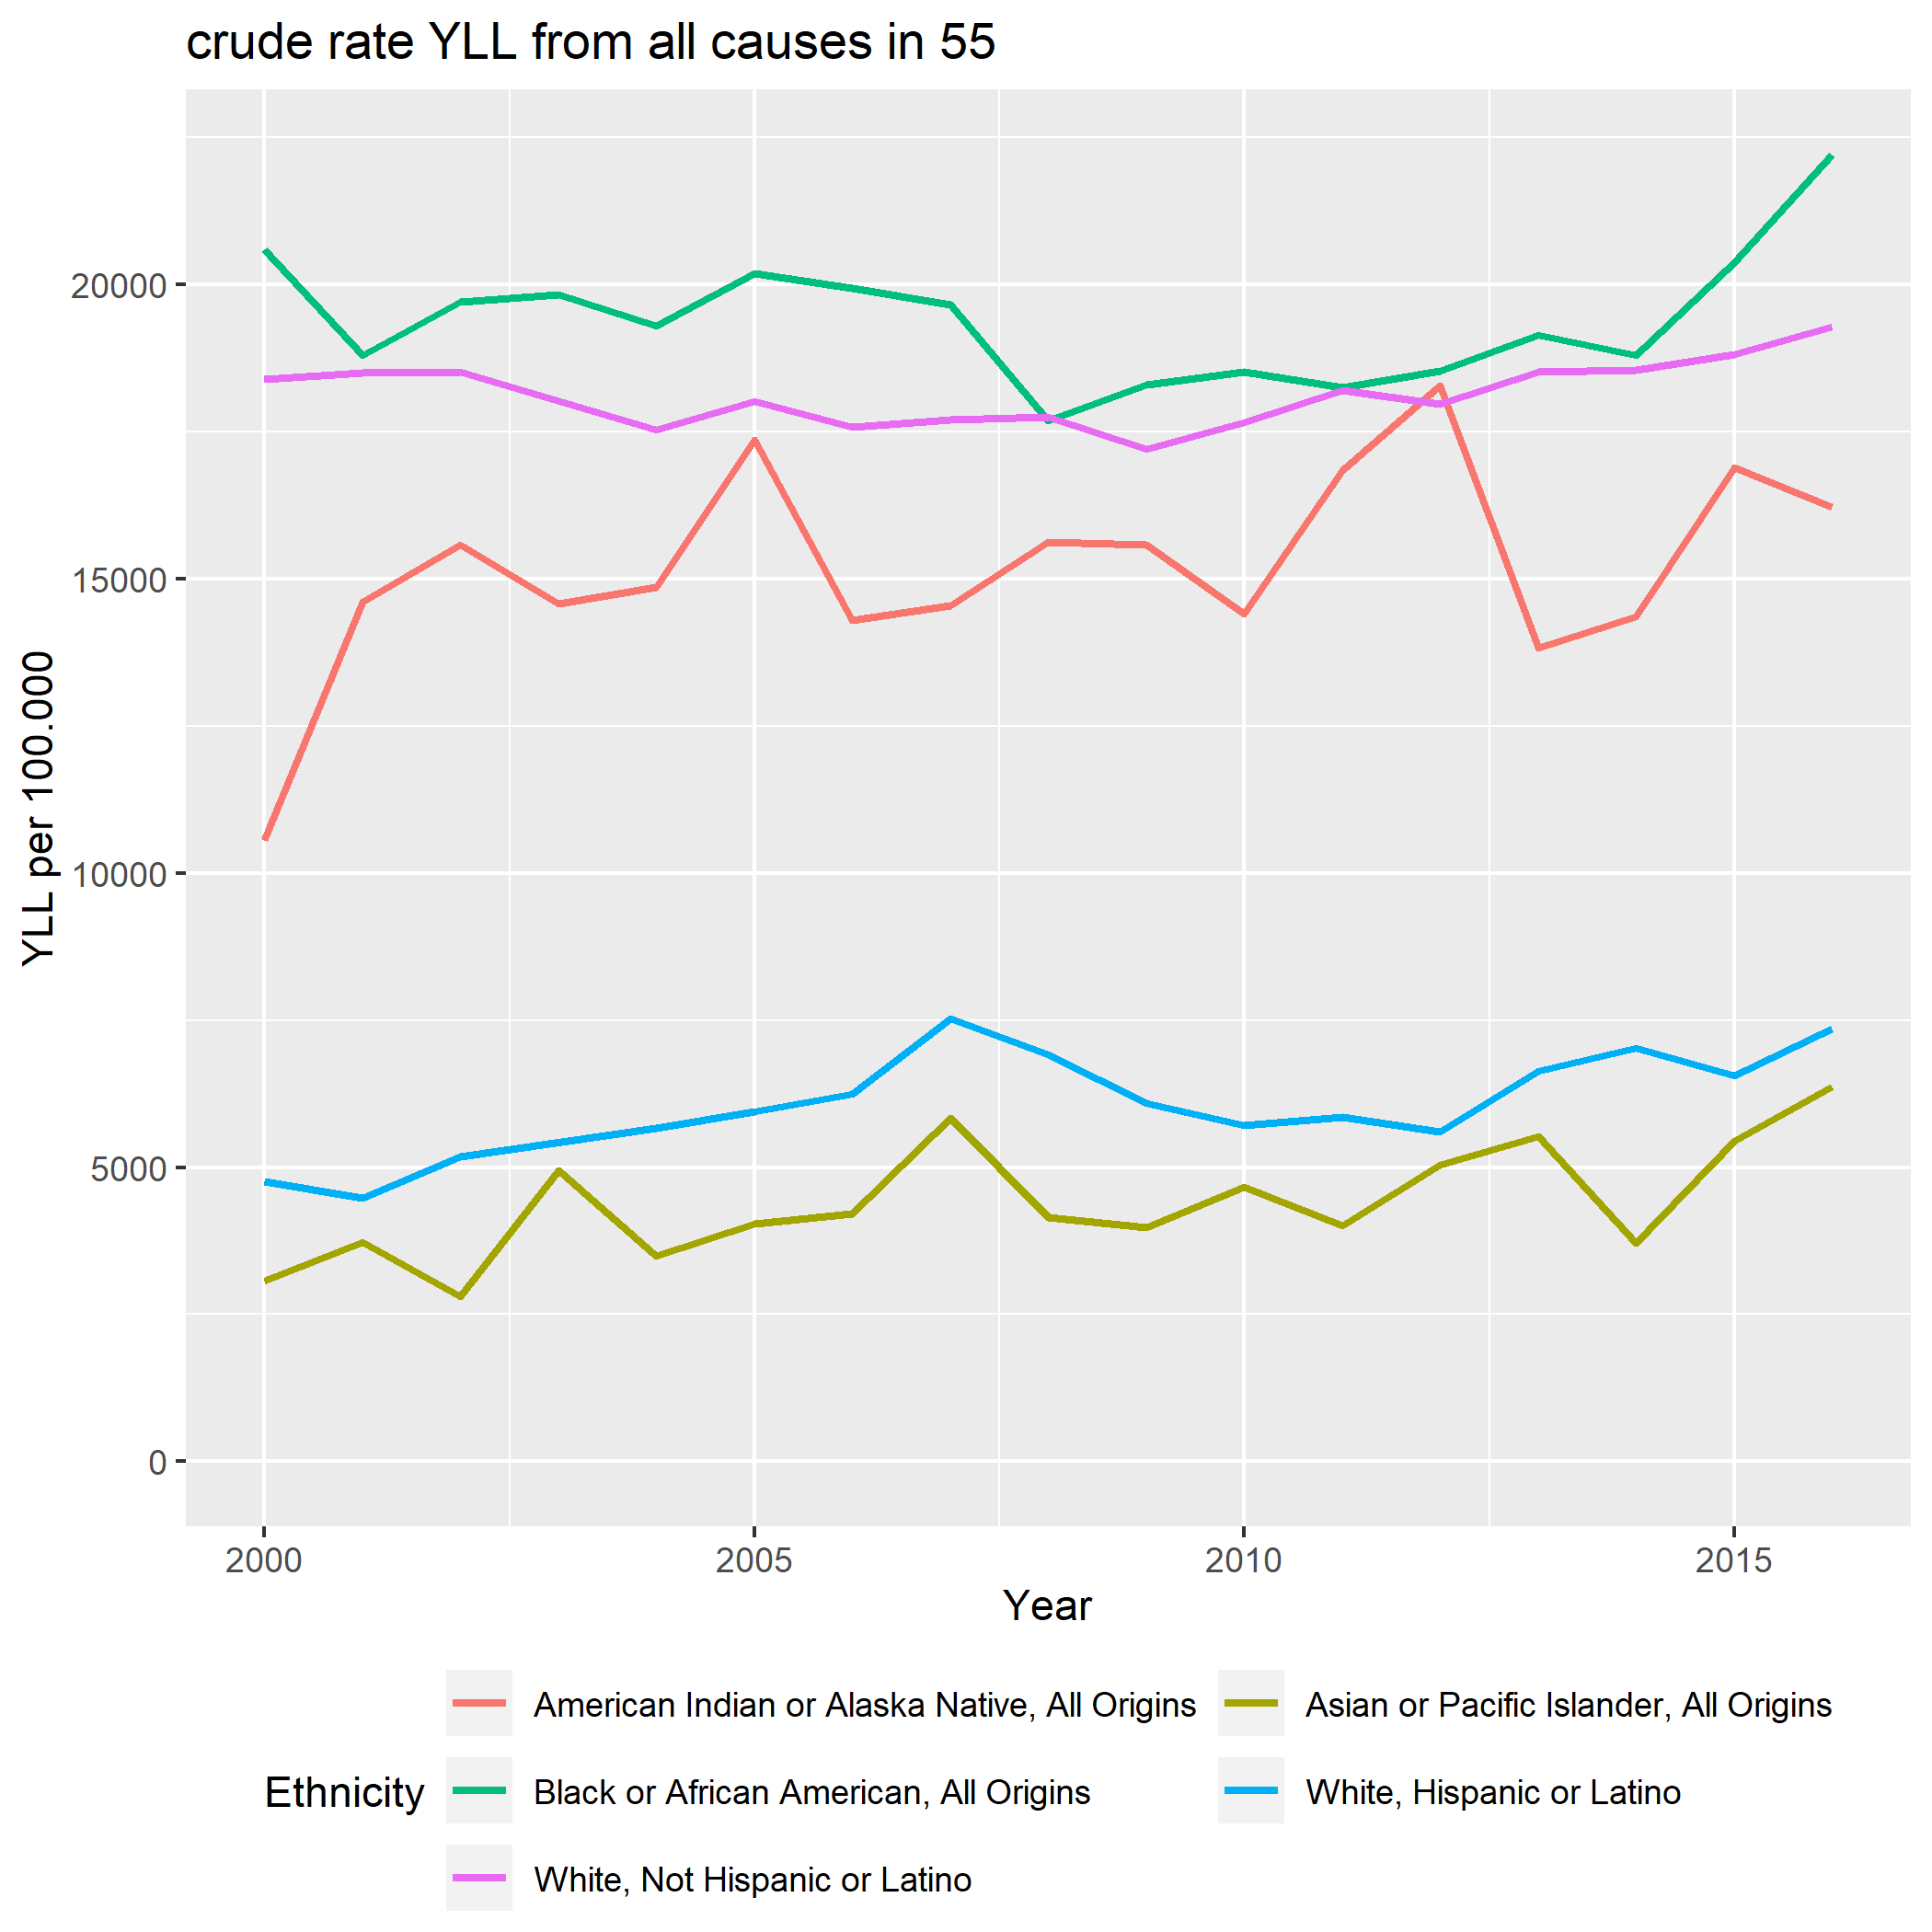 crude rate YLL from all causes in 55
YLL per 100.000
20000
15000
10000
5000
0
2000 2005 2010 2015
Year
Ethnicity
American Indian or Alaska Native, All Origins
Asian or Pacific Islander, All Origins
Black or African American, All Origins
White, Hispanic or Latino
White, Not Hispanic or Latino